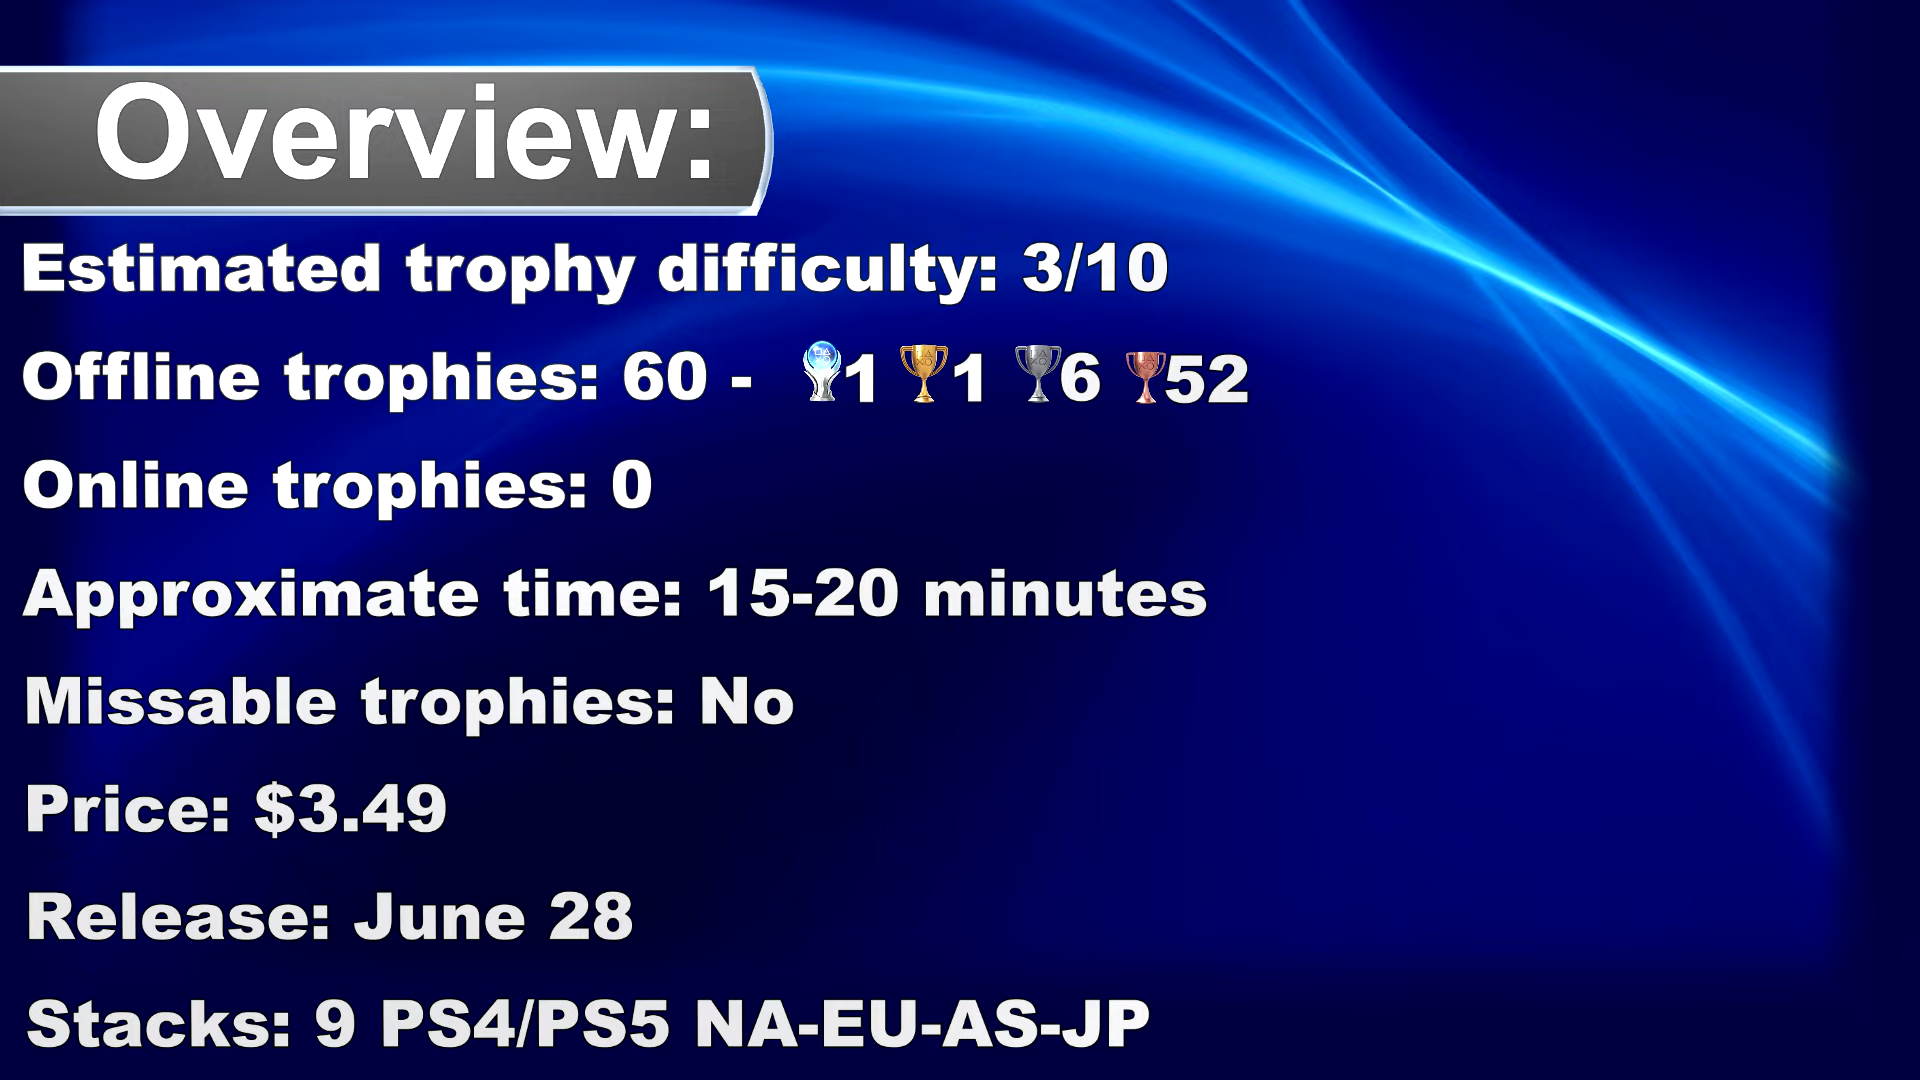 Overview:
Estimated trophy difficulty: 3/10
Offline trophies: 60 - 1 1 6 52
Online trophies: 0
Approximate time: 15-20 minutes
Missable trophies: No
Price: $3.49
Release: June 28
Stacks: 9 PS4/PS5 NA-EU-AS-JP